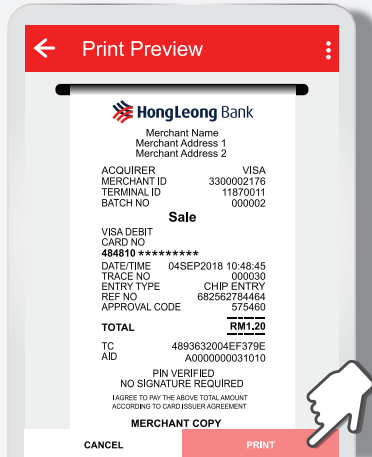 Print Preview
HongLeong Bank
Merchant Name
Merchant Address 1
Merchant Address 2
ACQUIRER VISA
MERCHANT ID 3300002176
TERMINAL ID 11870011
BATCH NO 000002
Sale
VISA DEBIT
CARD NO
484810 *********
DATE/TIME 04SEP2018 10:48:45
TRACE NO 000030
ENTRY TYPE CHIP ENTRY
REF NO 682562784464
APPROVAL CODE 575460
TOTAL RM1.20
TC 4893632004EF379E
AID A0000000031010
PIN VERIFIED
NO SIGNATURE REQUIRED
I AGREE TO PAY THE ABOVE TOTAL AMOUNT
ACCORDING TO CARD ISSUER AGREEMENT
MERCHANT COPY
CANCEL PRINT